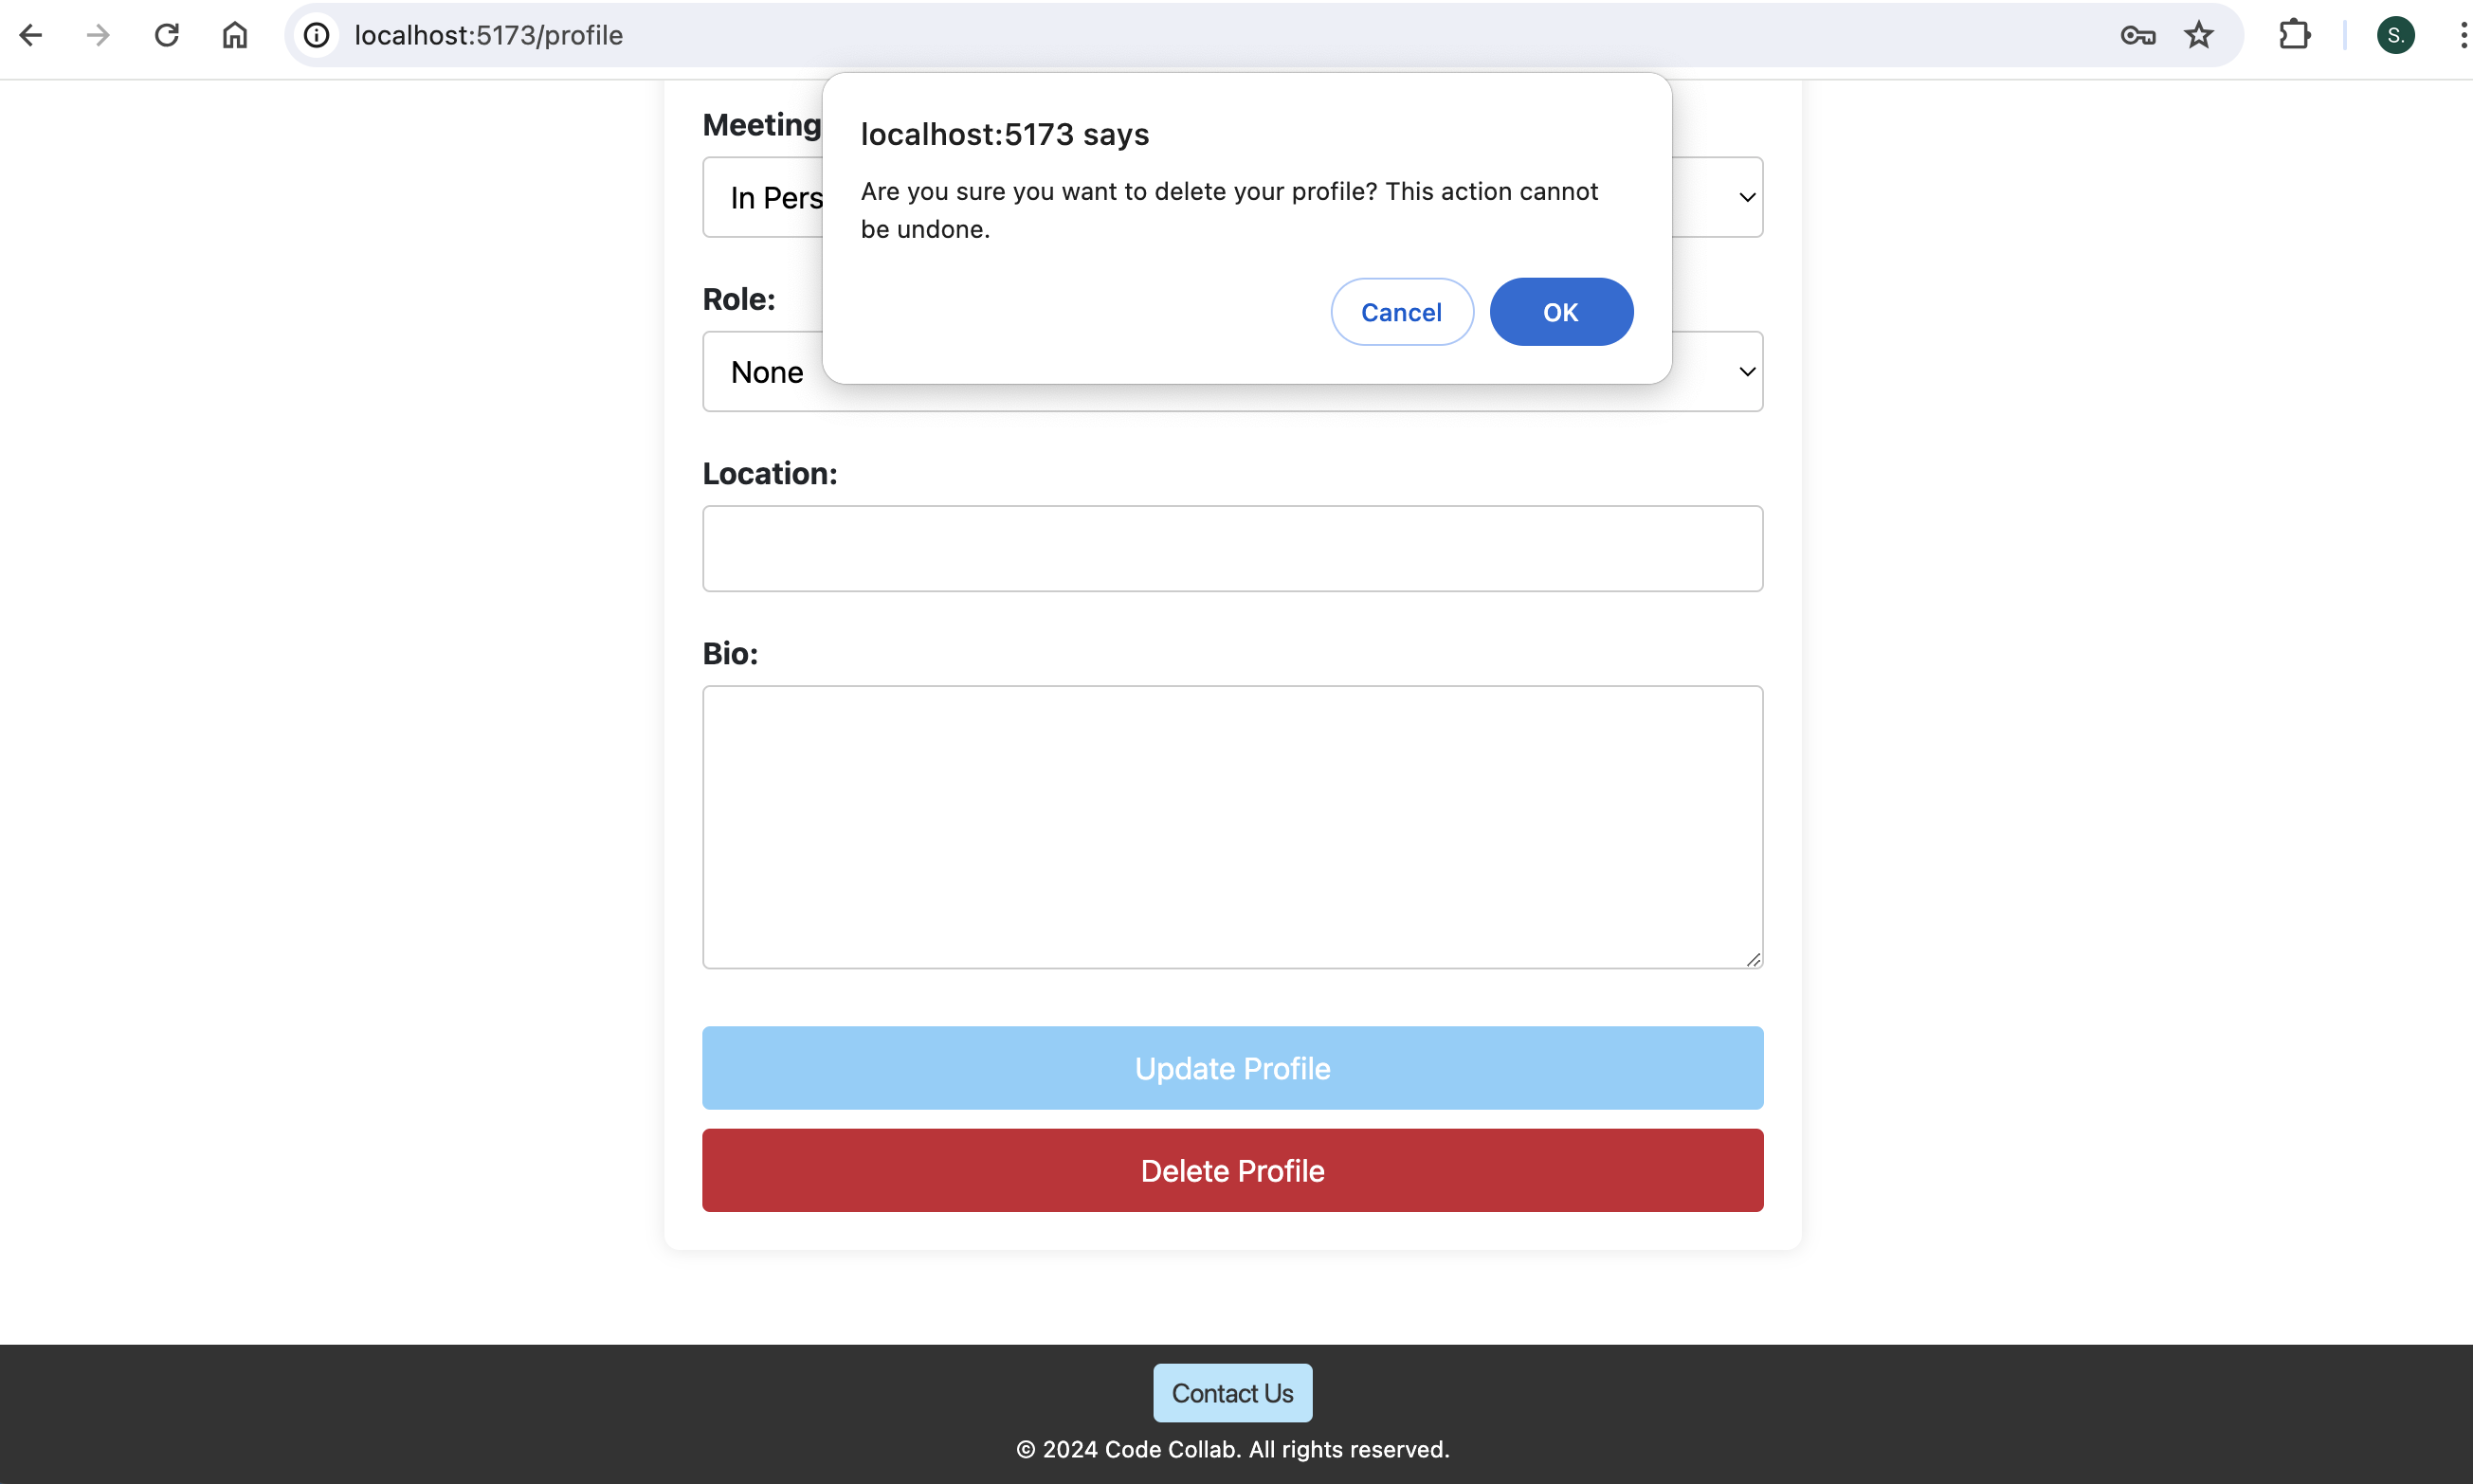 localhost:5173/profile
S.
localhost:5173 says
Are you sure you want to delete your profile? This action cannot
be undone.
Cancel
OK
Meeting
In Pers
Role:
None
Location:
Bio:
Update Profile
Delete Profile
Contact Us
© 2024 Code Collab. All rights reserved.